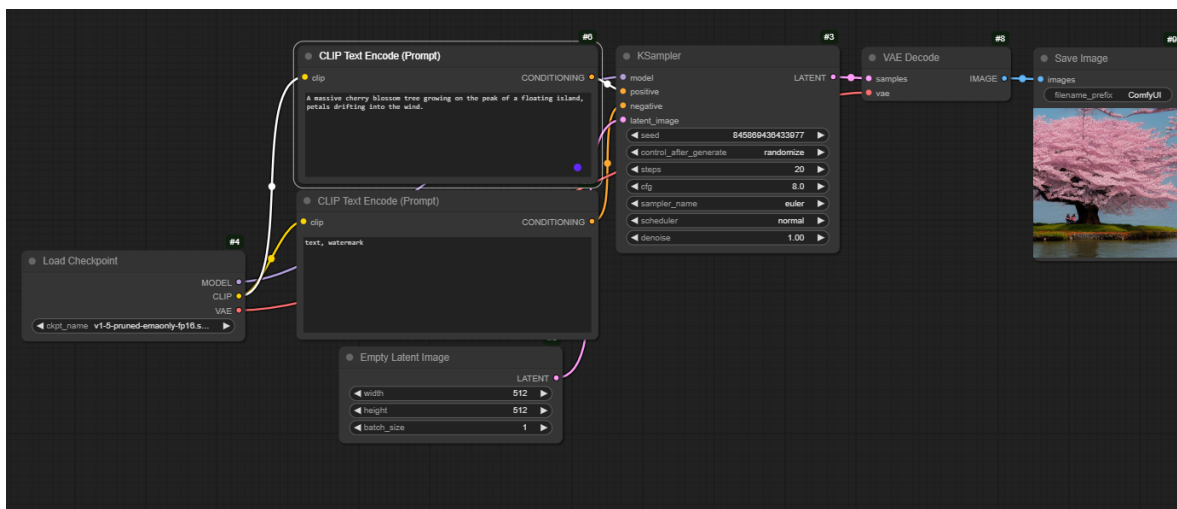 #6
CLIP Text Encode (Prompt)
clip
CONDITIONING
A massive cherry blossom tree growing on the peak of a floating island,
petals drifting into the wind.
CLIP Text Encode (Prompt)
clip
CONDITIONING
text, watermark
#4
Load Checkpoint
MODEL
CLIP
VAE
ckpt_name v1-5-pruned-emaonly-fp16.s...
Empty Latent Image
LATENT
width 512
height 512
batch_size 1
#3
KSampler
model
LATENT
positive
negative
latent_image
seed 845869436433977
control_after_generate randomize
steps 20
cfg 8.0
sampler_name euler
scheduler normal
denoise 1.00
#8
VAE Decode
samples
IMAGE
vae
#9
Save Image
images
filename_prefix ComfyUI